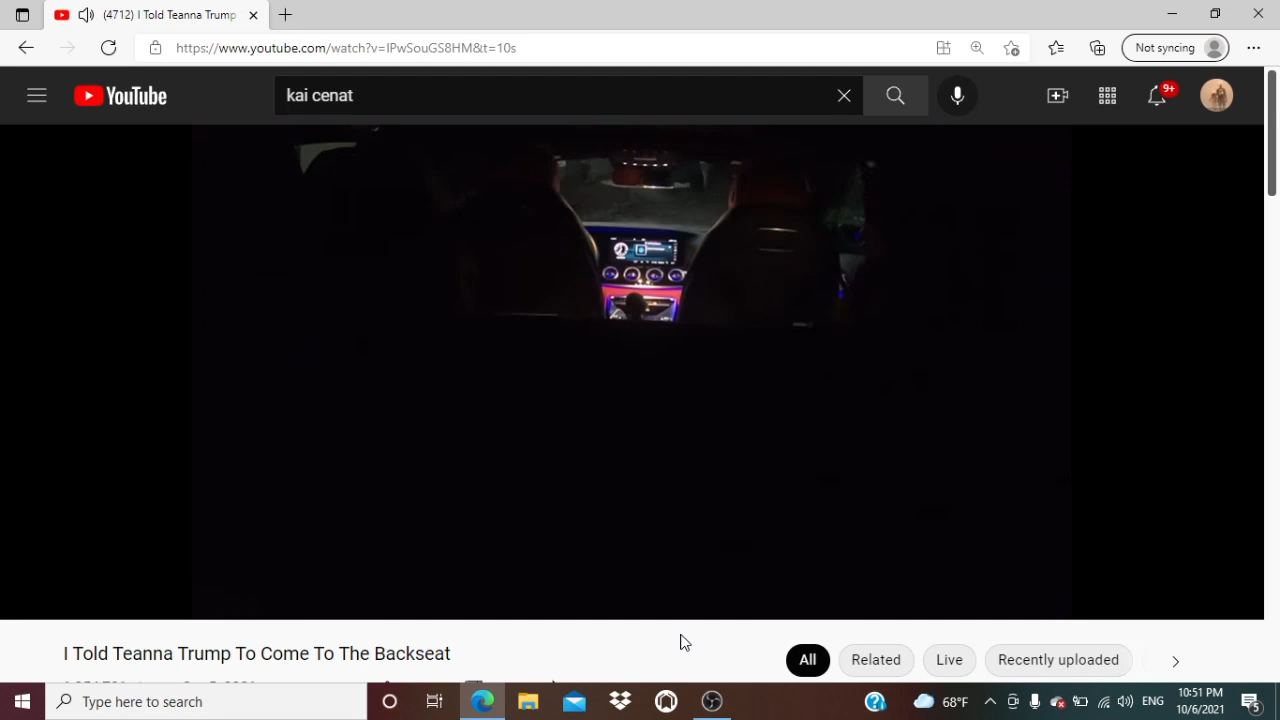 (4712) I Told Teanna Trump
https://www.youtube.com/watch?v=IPwSouGS8HM&t=10s
Not syncing
YouTube
kai cenat
9+
I Told Teanna Trump To Come To The Backseat
All
Related
Live
Recently uploaded
Type here to search
68°F
ENG
10:51 PM
10/6/2021
5